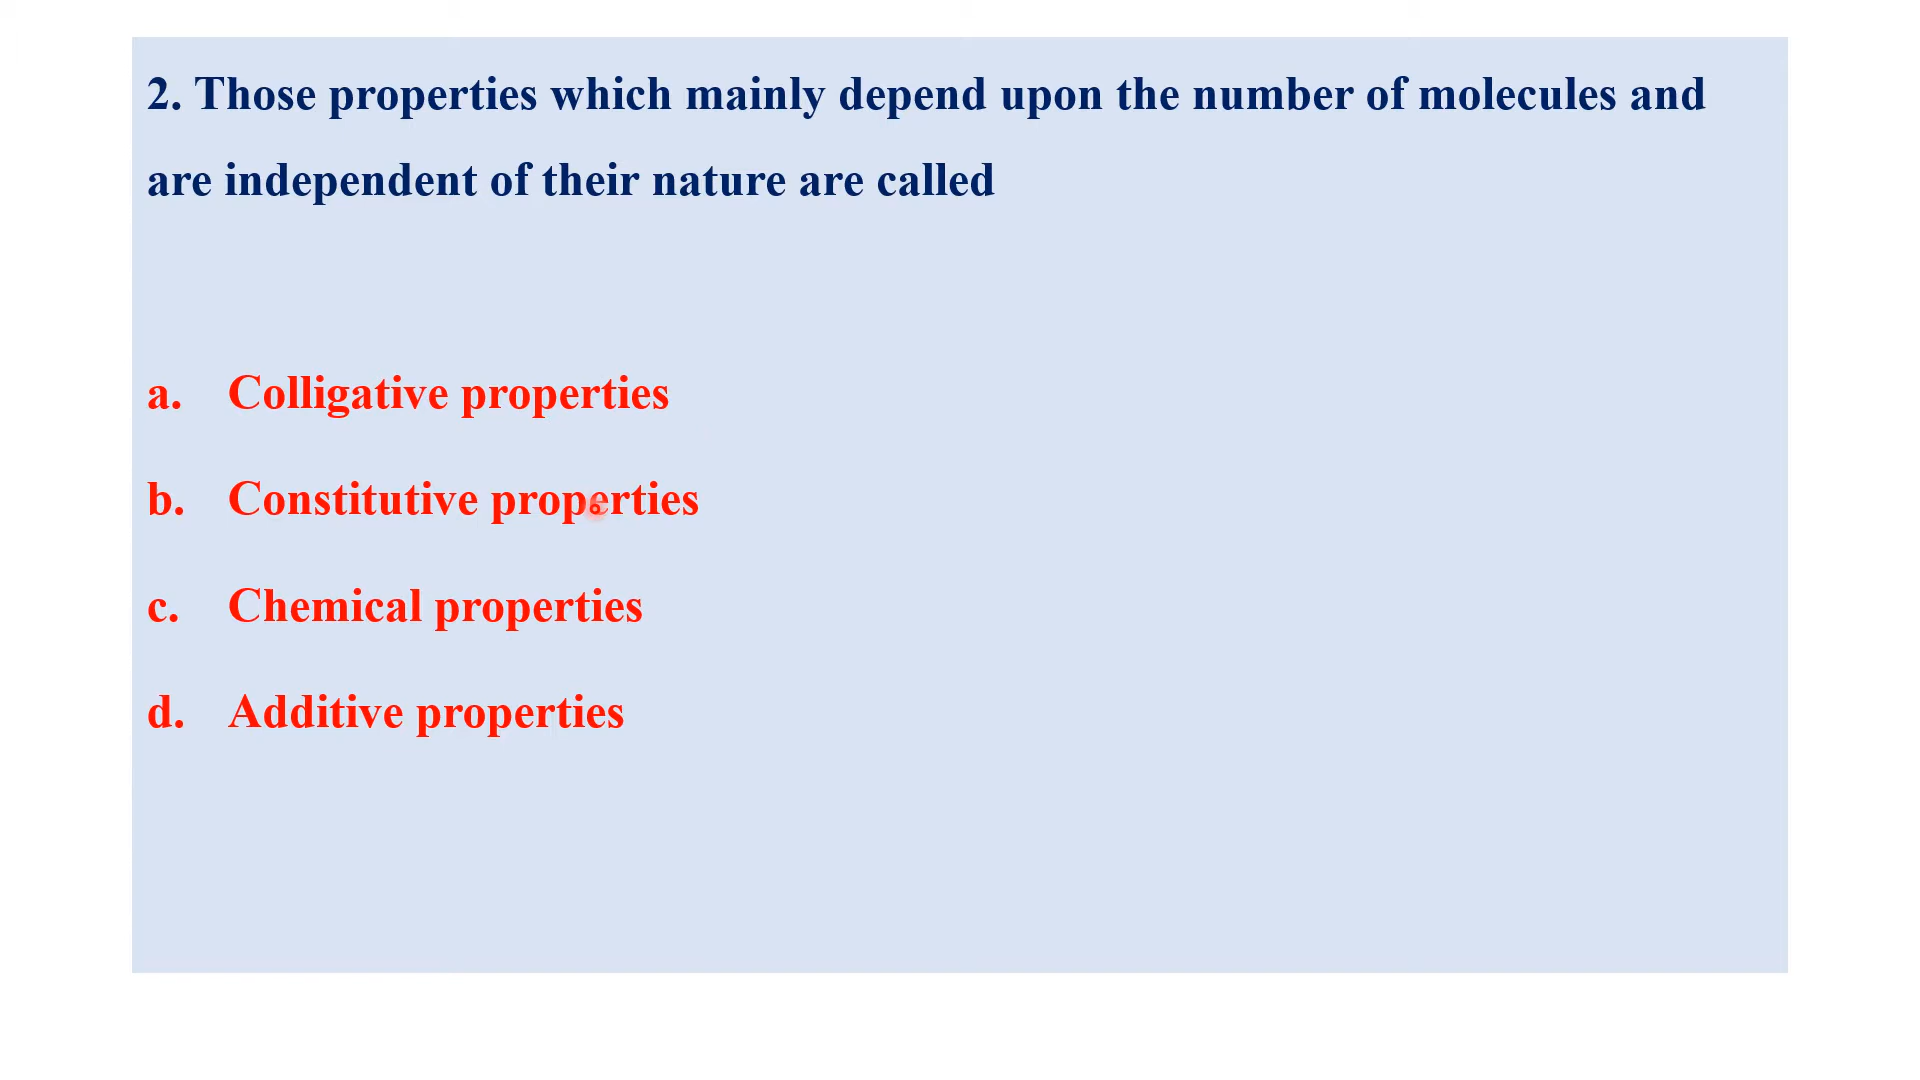 2. Those properties which mainly depend upon the number of molecules and
are independent of their nature are called
a. Colligative properties
b. Constitutive properties
c. Chemical properties
d. Additive properties